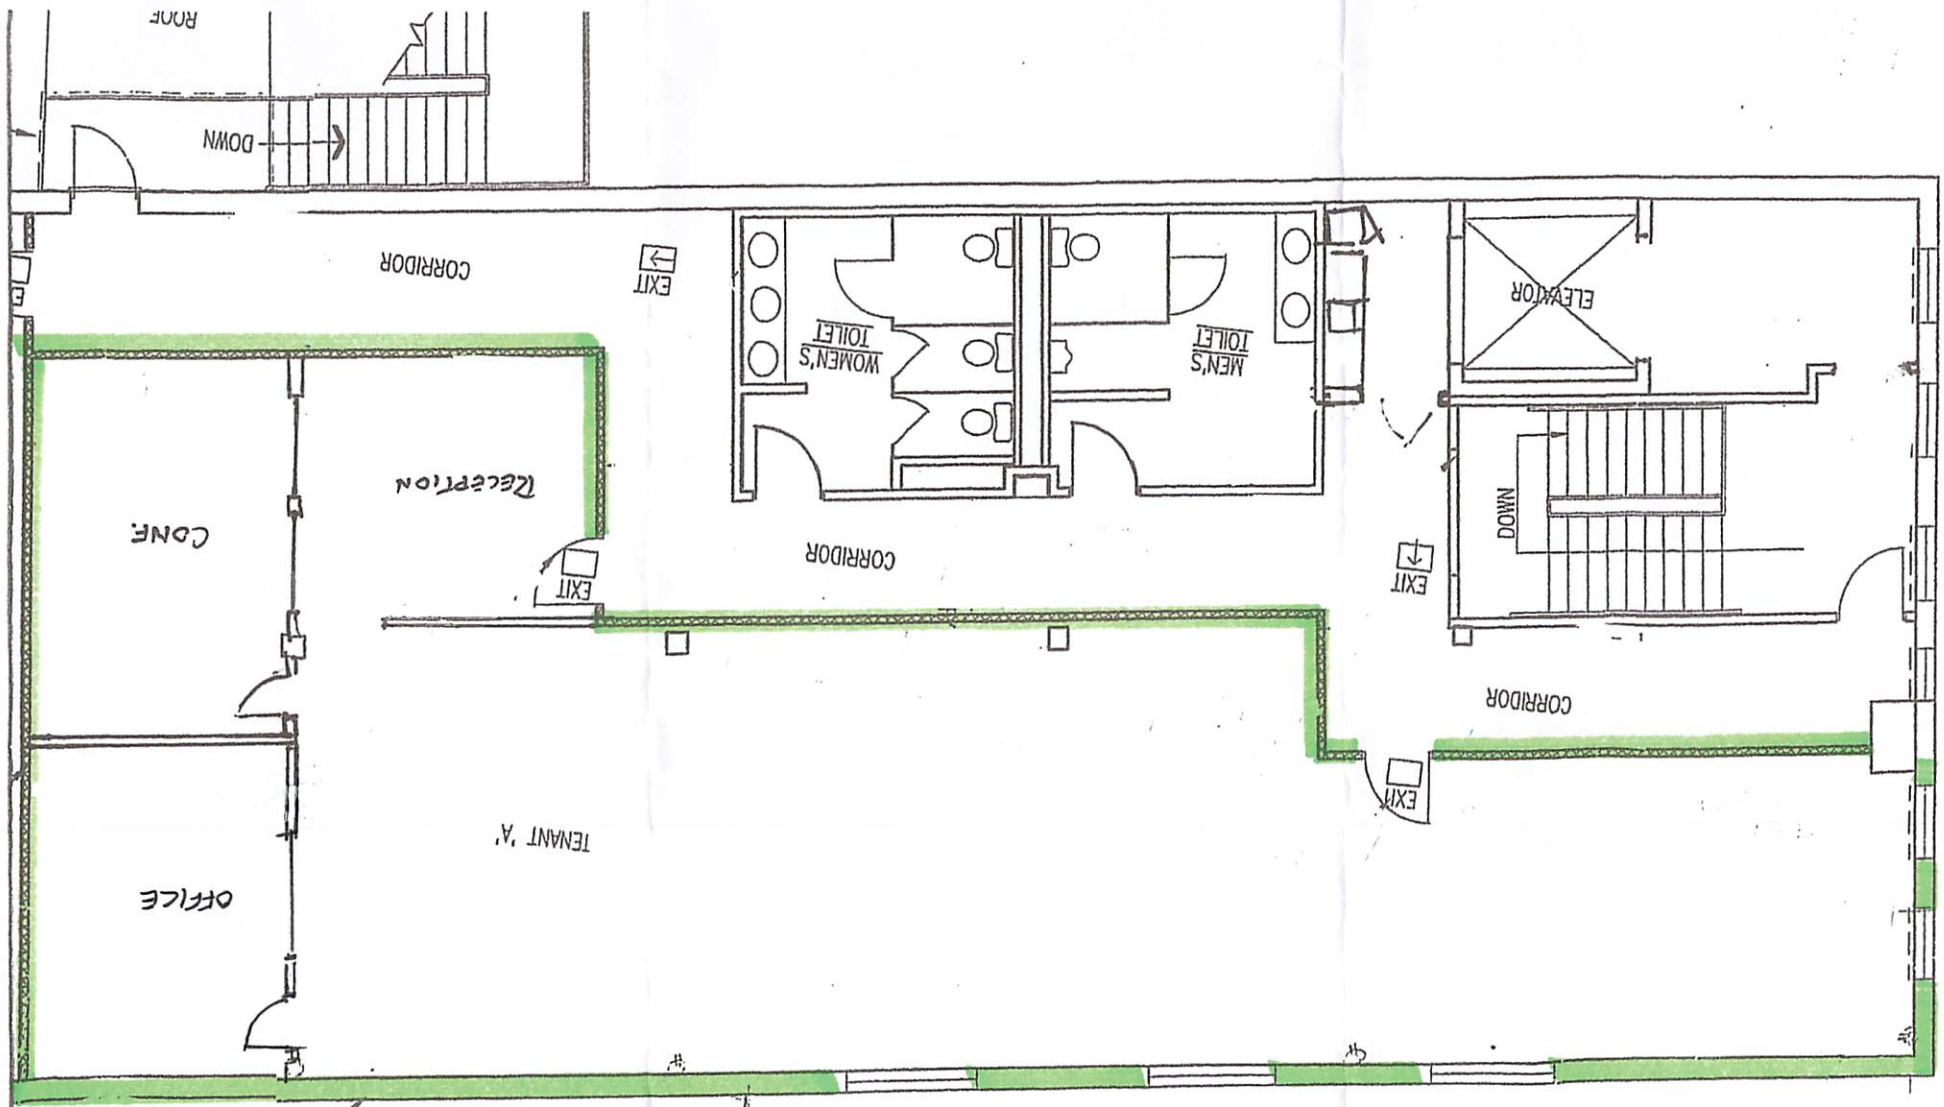 ROOF
DOWN
CORRIDOR
EXIT
WOMEN'S
TOILET
MEN'S
TOILET
ELEVATOR
RECEPTION
CONF.
DOWN
EXIT
CORRIDOR
EXIT
CORRIDOR
EXIT
TENANT 'A'
OFFICE